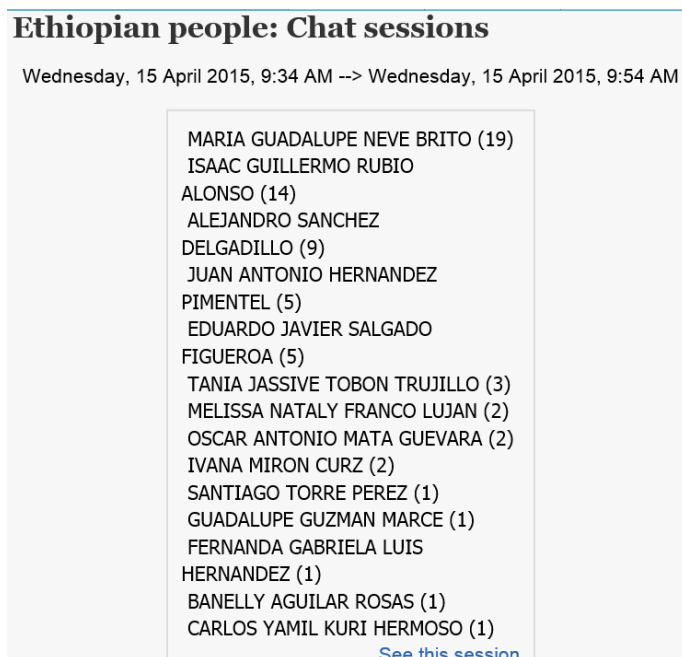 Ethiopian people: Chat sessions
Wednesday, 15 April 2015, 9:34 AM --> Wednesday, 15 April 2015, 9:54 AM
MARIA GUADALUPE NEVE BRITO (19)
ISAAC GUILLERMO RUBIO
ALONSO (14)
ALEJANDRO SANCHEZ
DELGADILLO (9)
JUAN ANTONIO HERNANDEZ
PIMENTEL (5)
EDUARDO JAVIER SALGADO
FIGUEROA (5)
TANIA JASSIVE TOBON TRUJILLO (3)
MELISSA NATALY FRANCO LUJAN (2)
OSCAR ANTONIO MATA GUEVARA (2)
IVANA MIRON CURZ (2)
SANTIAGO TORRE PEREZ (1)
GUADALUPE GUZMAN MARCE (1)
FERNANDA GABRIELA LUIS
HERNANDEZ (1)
BANELLY AGUILAR ROSAS (1)
CARLOS YAMIL KURI HERMOSO (1)
See this session